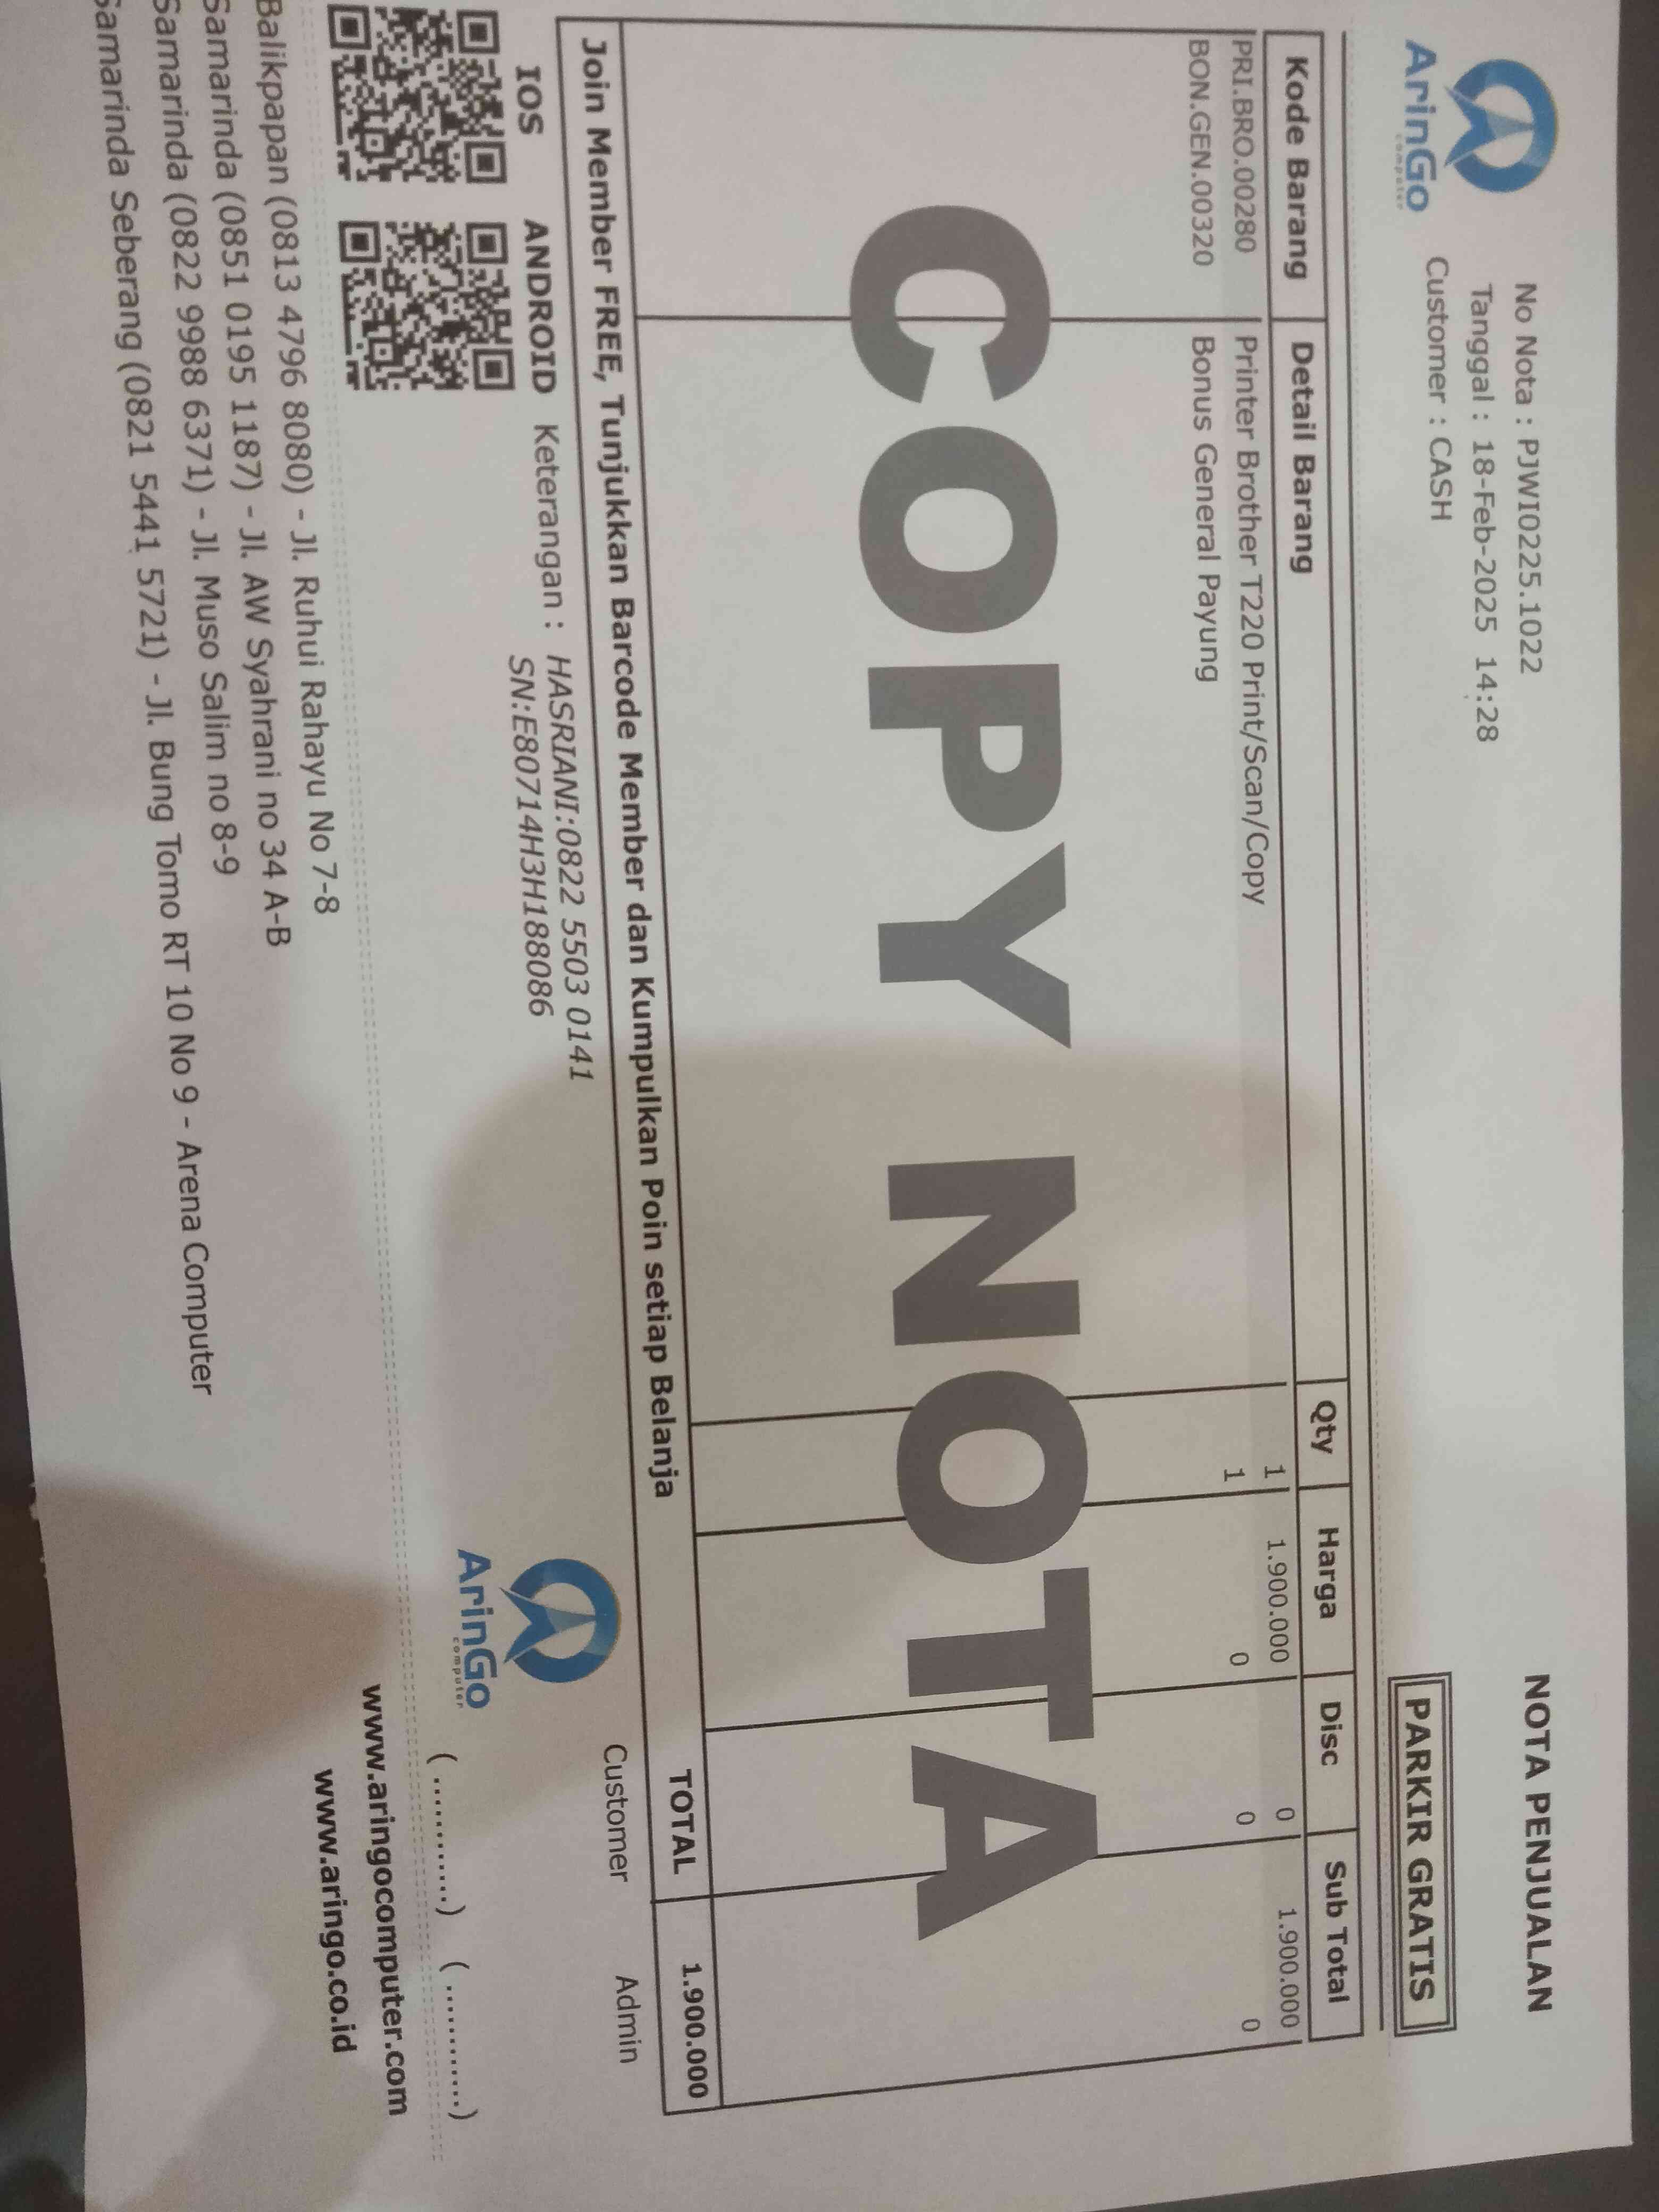 ArinGo
computer
No Nota : PJWI0225.1022
Tanggal : 18-Feb-2025 14:28
Customer : CASH
NOTA PENJUALAN
PARKIR GRATIS
Kode Barang Detail Barang Qty Harga Disc Sub Total
PRI.BRO.00280 Printer Brother T220 Print/Scan/Copy 1 1.900.000 0 1.900.000
BON.GEN.00320 Bonus General Payung 1 0 0 0
COPY NOTA
TOTAL 1.900.000
Join Member FREE, Tunjukkan Barcode Member dan Kumpulkan Poin setiap Belanja
IOS ANDROID Keterangan : HASRIANI:0822 5503 0141
SN:E80714H3H188086
ArinGo
computer
Customer Admin
( .......... ) ( ........... )
Balikpapan (0813 4796 8080) - Jl. Ruhui Rahayu No 7-8
Samarinda (0851 0195 1187) - Jl. AW Syahrani no 34 A-B
Samarinda (0822 9988 6371) - Jl. Muso Salim no 8-9
Samarinda Seberang (0821 5441 5721) - Jl. Bung Tomo RT 10 No 9 - Arena Computer
www.aringocomputer.com
www.aringo.co.id